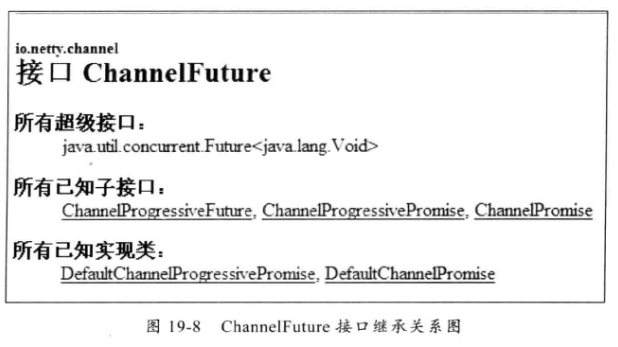 io.netty.channel
接口 ChannelFuture
所有超级接口：
java.util.concurrent.Future<java.lang.Void>
所有已知子接口：
ChannelProgressiveFuture, ChannelProgressivePromise, ChannelPromise
所有已知实现类：
DefaultChannelProgressivePromise, DefaultChannelPromise
图 19-8 ChannelFuture 接口继承关系图